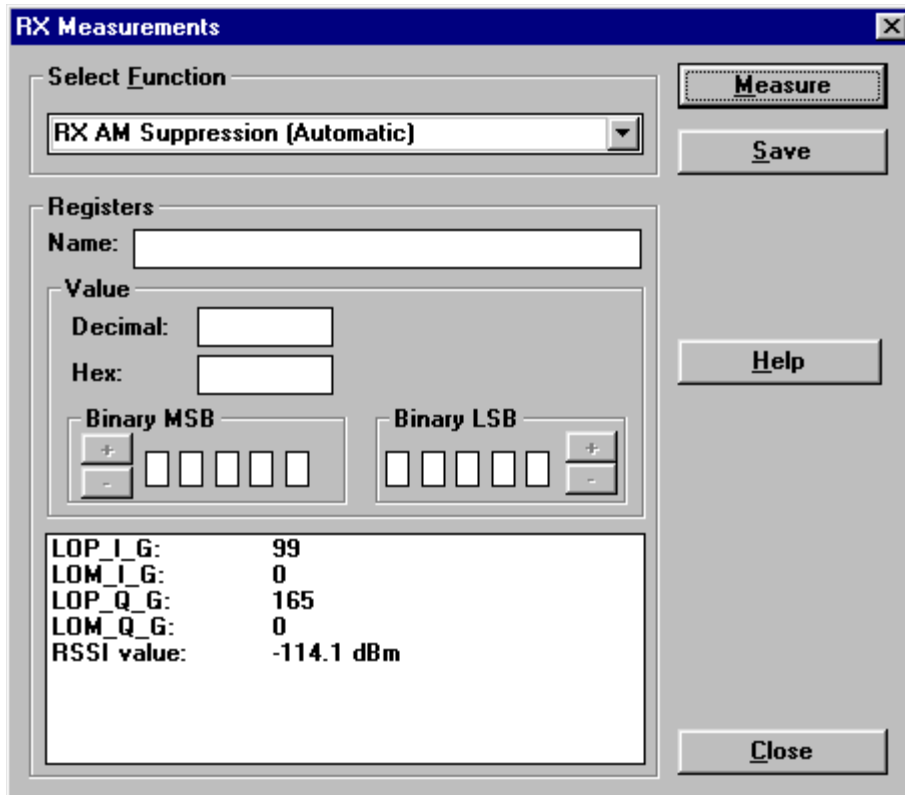 RX Measurements
Select Function
Measure
RX AM Suppression (Automatic)
Save
Registers
Name:
Value
Decimal:
Hex:
Help
Binary MSB
Binary LSB
+
-
+
-
LOP_I_G: 99
LOM_I_G: 0
LOP_Q_G: 165
LOM_Q_G: 0
RSSI value: -114.1 dBm
Close